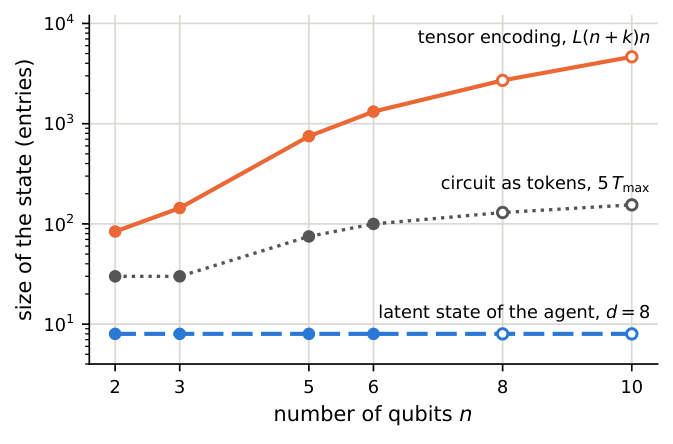 10⁴
tensor encoding, L(n + k)n
10³
circuit as tokens, 5 Tmax
10²
latent state of the agent, d = 8
10¹
size of the state (entries)
2 3 5 6 8 10
number of qubits n